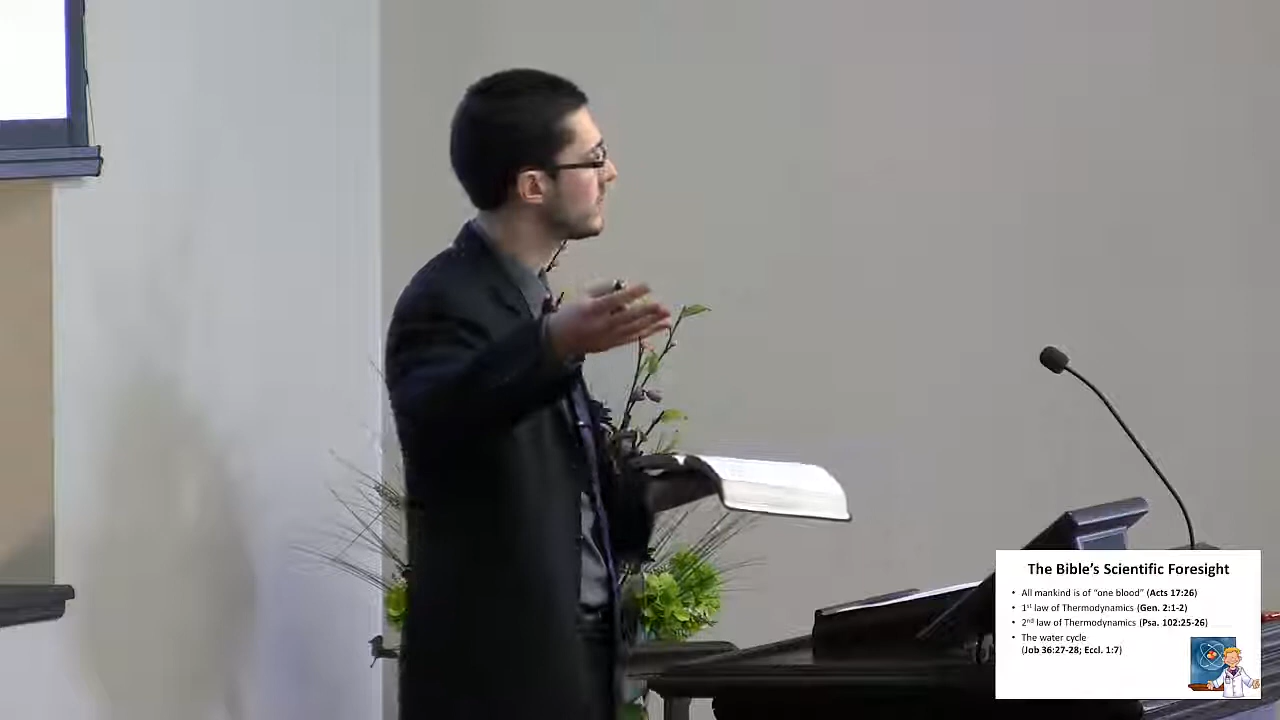 The Bible's Scientific Foresight
• All mankind is of "one blood" (Acts 17:26)
• 1st law of Thermodynamics (Gen. 2:1-2)
• 2nd law of Thermodynamics (Psa. 102:25-26)
• The water cycle
(Job 36:27-28; Eccl. 1:7)